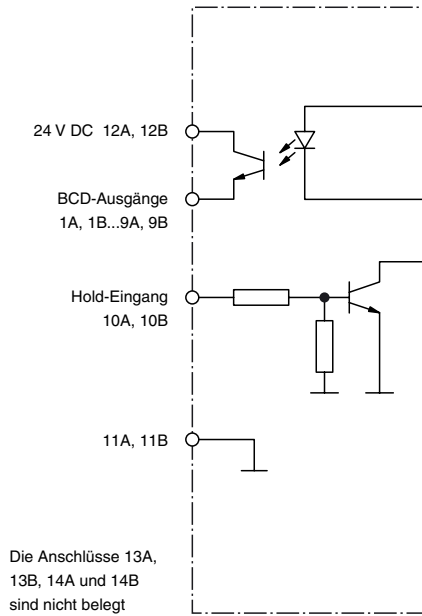 24 V DC 12A, 12B
BCD-Ausgänge
1A, 1B...9A, 9B
Hold-Eingang
10A, 10B
11A, 11B
Die Anschlüsse 13A,
13B, 14A und 14B
sind nicht belegt